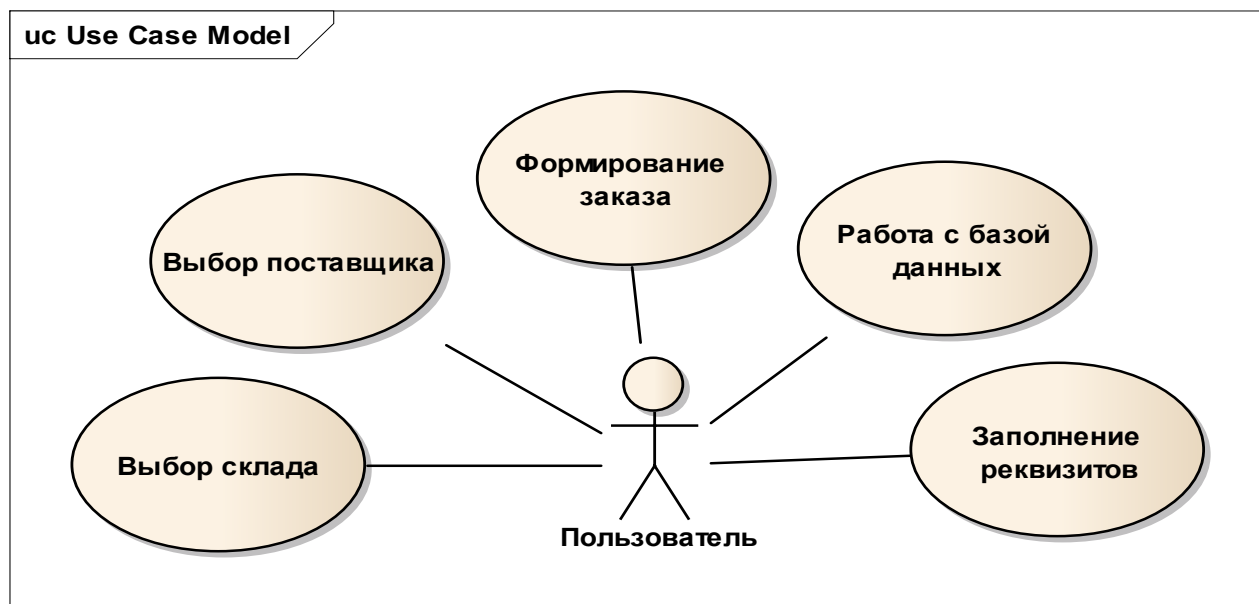 uc Use Case Model
Формирование
заказа
Выбор поставщика
Работа с базой
данных
Выбор склада
Заполнение
реквизитов
Пользователь